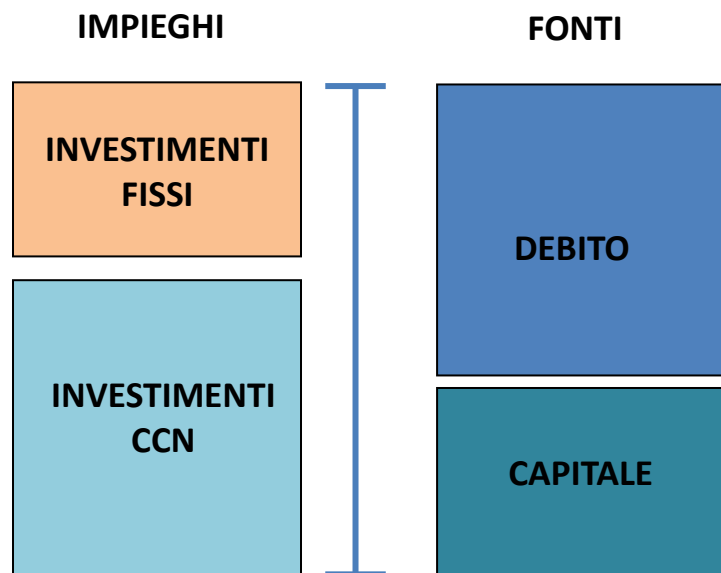 IMPIEGHI
FONTI
INVESTIMENTI
FISSI
INVESTIMENTI
CCN
DEBITO
CAPITALE